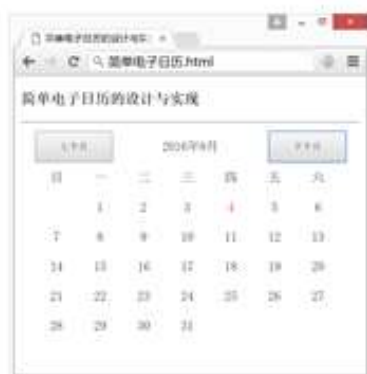 简单电子日历的设计与实
简单电子日历.html
简单电子日历的设计与实现
2016年8月
日 一 二 三 四 五 六
1 2 3 4 5 6
7 8 9 10 11 12 13
14 15 16 17 18 19 20
21 22 23 24 25 26 27
28 29 30 31